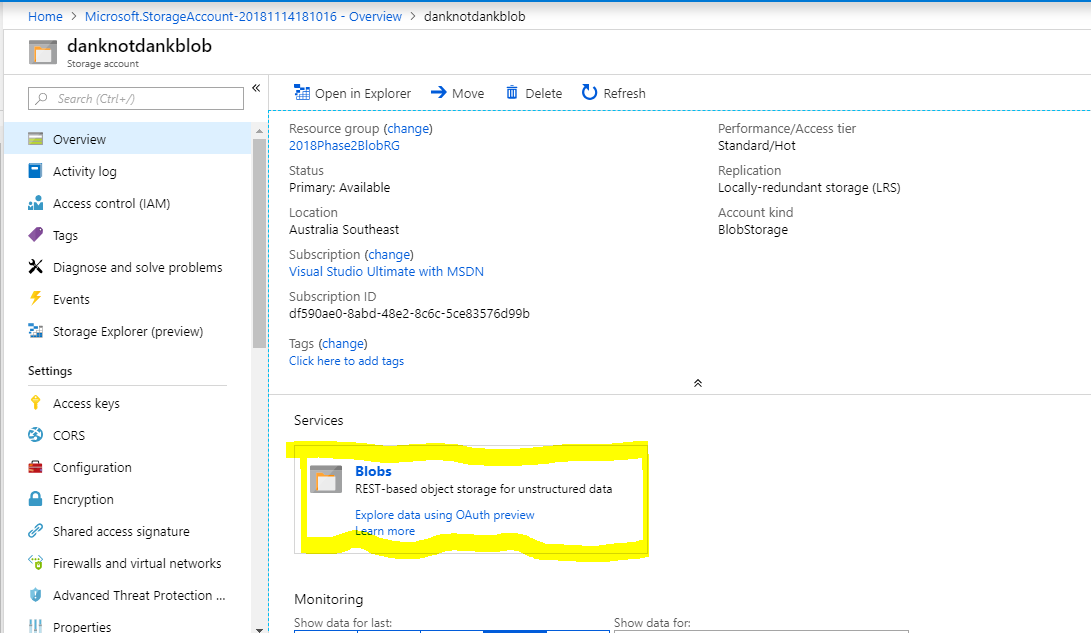 Home > Microsoft.StorageAccount-20181114181016 - Overview > danknotdankblob
danknotdankblob
Storage account
Search (Ctrl+/)
«
Overview
Activity log
Access control (IAM)
Tags
Diagnose and solve problems
Events
Storage Explorer (preview)
Settings
Access keys
CORS
Configuration
Encryption
Shared access signature
Firewalls and virtual networks
Advanced Threat Protection ...
Properties
Open in Explorer
Move
Delete
Refresh
Resource group (change)
2018Phase2BlobRG
Status
Primary: Available
Location
Australia Southeast
Subscription (change)
Visual Studio Ultimate with MSDN
Subscription ID
df590ae0-8abd-48e2-8c6c-5ce83576d99b
Tags (change)
Click here to add tags
Performance/Access tier
Standard/Hot
Replication
Locally-redundant storage (LRS)
Account kind
BlobStorage
Services
Blobs
REST-based object storage for unstructured data
Explore data using OAuth preview
Learn more
Monitoring
Show data for last:
Show data for: